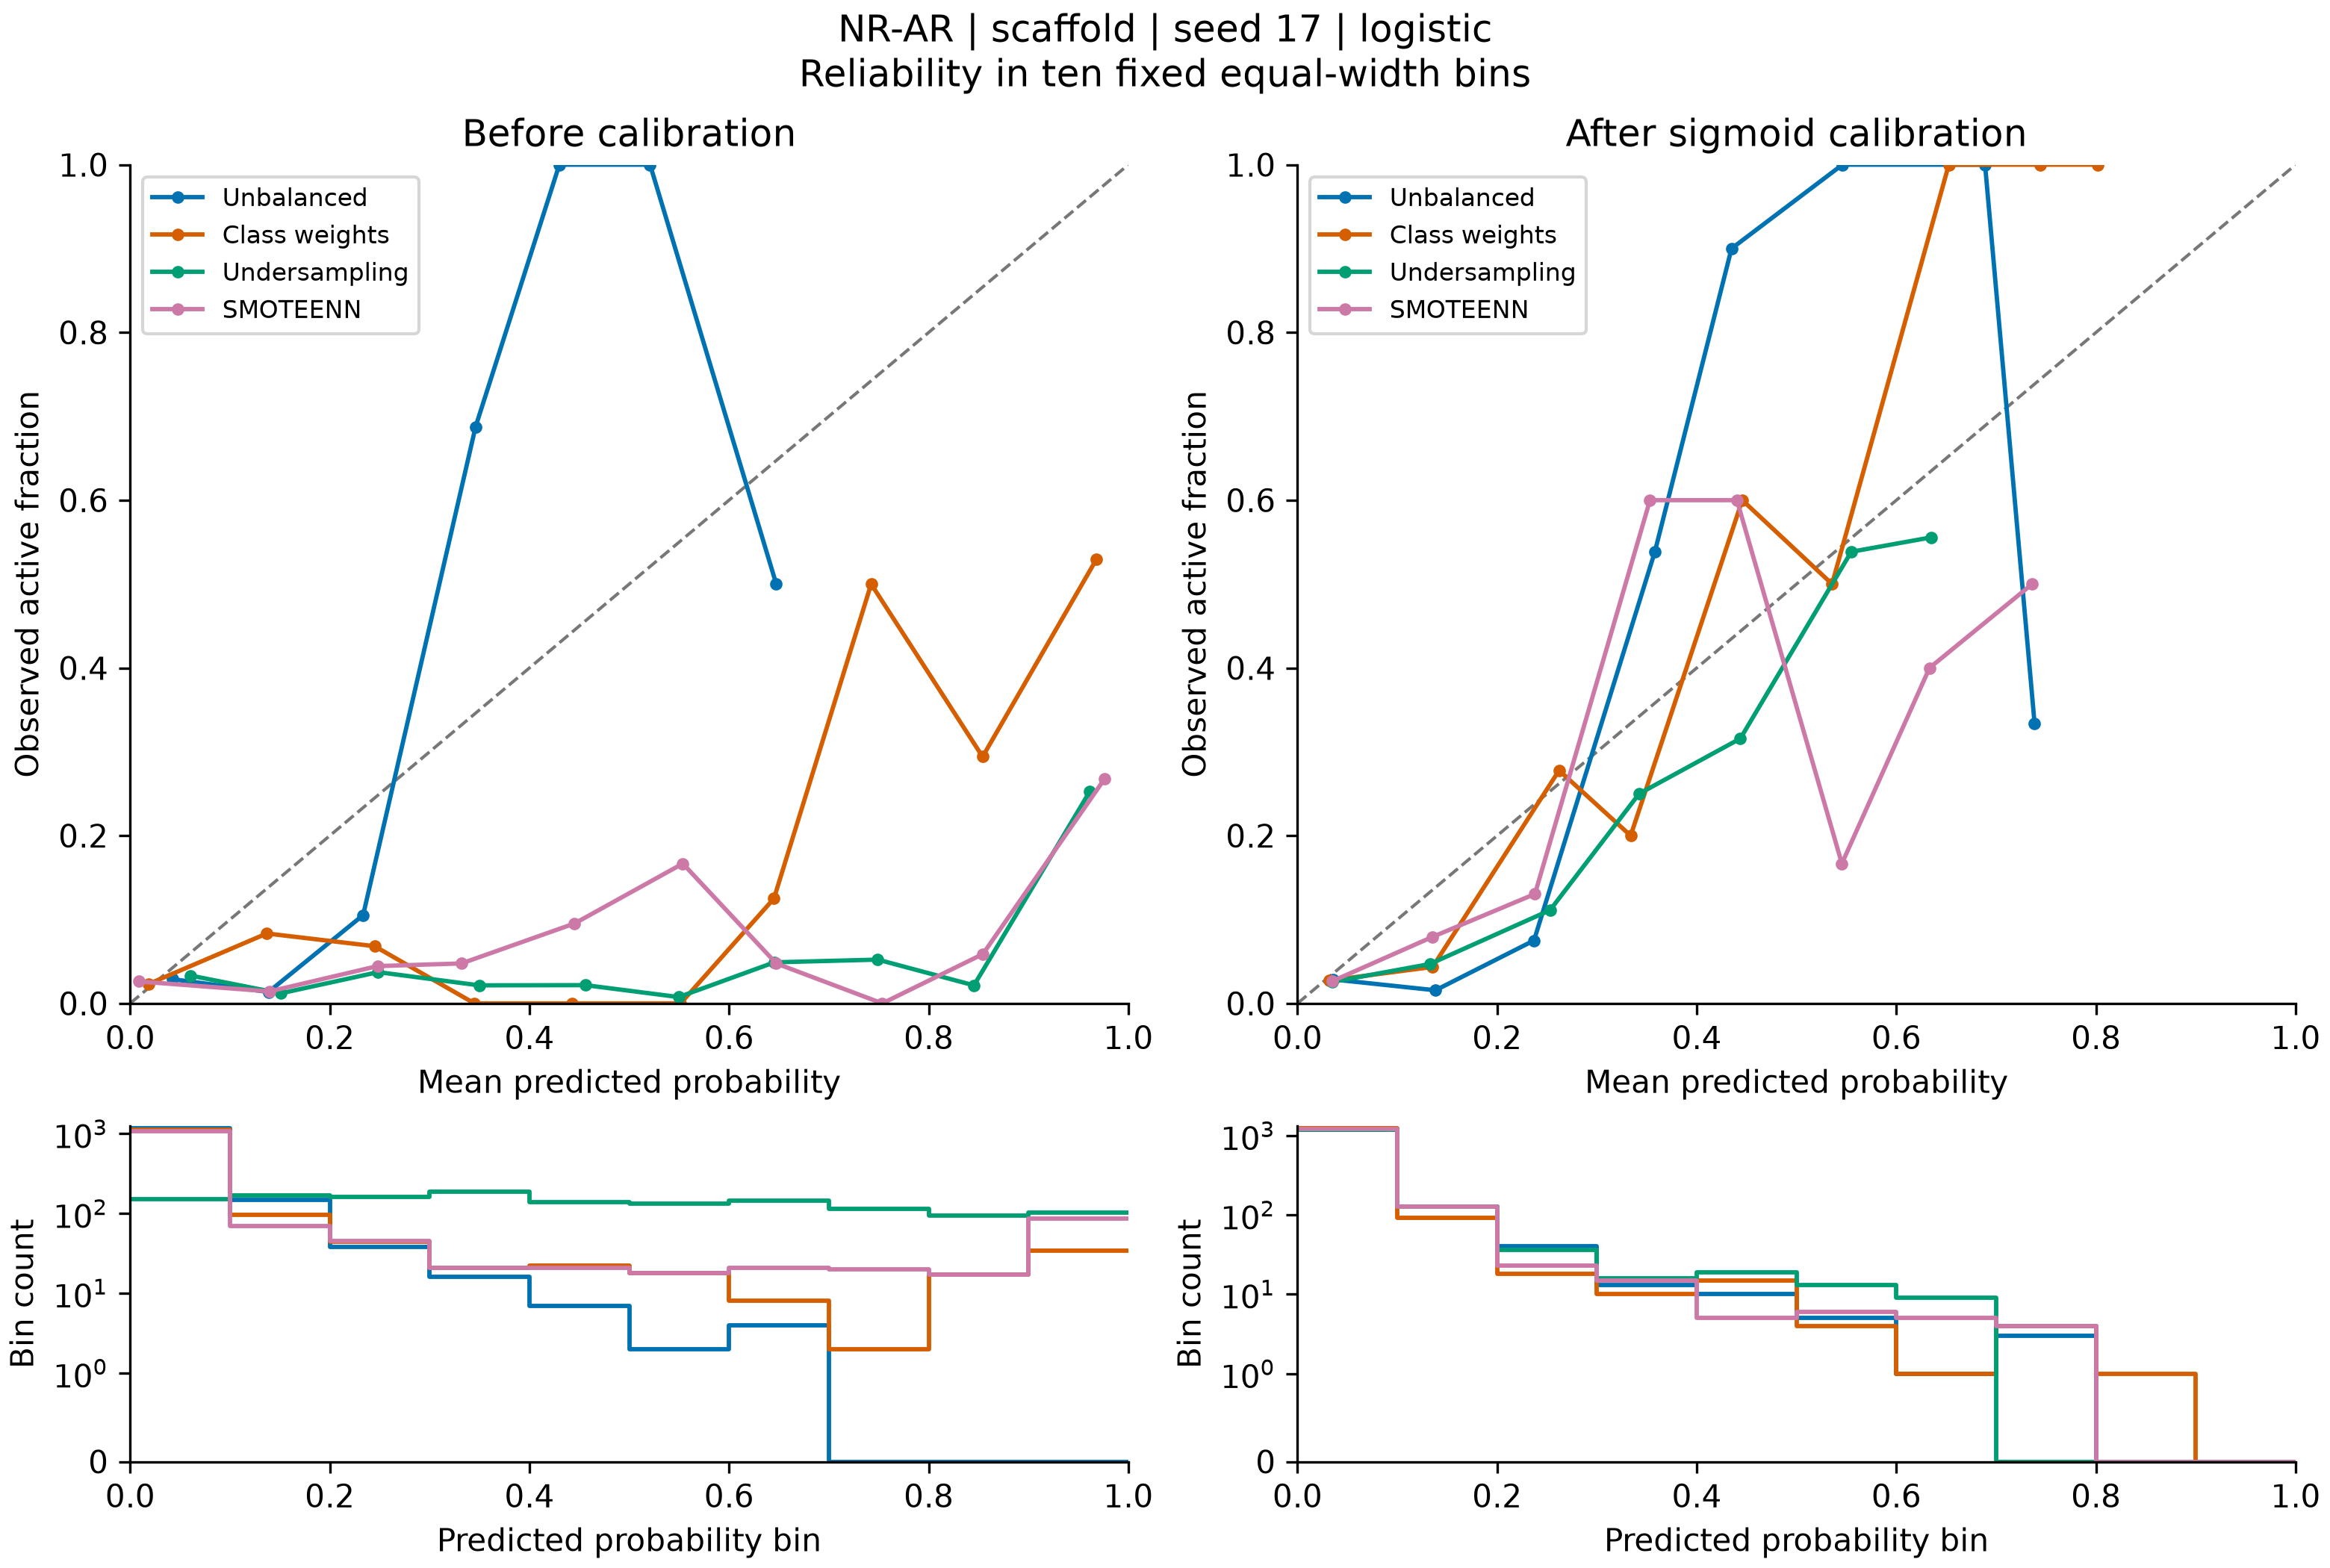 NR-AR | scaffold | seed 17 | logistic
Reliability in ten fixed equal-width bins
Before calibration
Observed active fraction
1.0
0.8
0.6
0.4
0.2
0.0
Unbalanced
Class weights
Undersampling
SMOTEENN
0.0 0.2 0.4 0.6 0.8 1.0
Mean predicted probability
After sigmoid calibration
Observed active fraction
1.0
0.8
0.6
0.4
0.2
0.0
Unbalanced
Class weights
Undersampling
SMOTEENN
0.0 0.2 0.4 0.6 0.8 1.0
Mean predicted probability
Bin count
10³
10²
10¹
10⁰
0
0.0 0.2 0.4 0.6 0.8 1.0
Predicted probability bin
Bin count
10³
10²
10¹
10⁰
0
0.0 0.2 0.4 0.6 0.8 1.0
Predicted probability bin